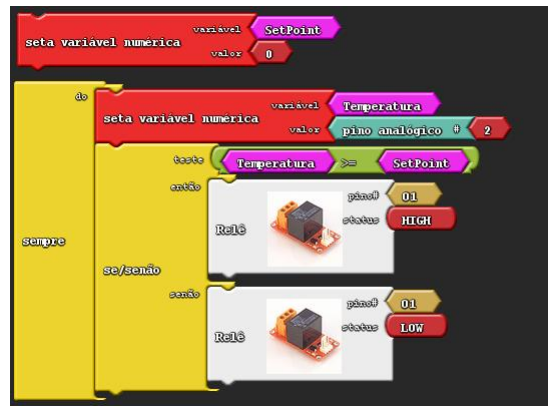 variável SetPoint
seta variável numérica
valor 0
do
variável Temperatura
seta variável numérica
valor pino analógico # 2
teste Temperatura >= SetPoint
então
pino# 01
status HIGH
Relê
sempre
se/senão
senão
pino# 01
status LOW
Relê